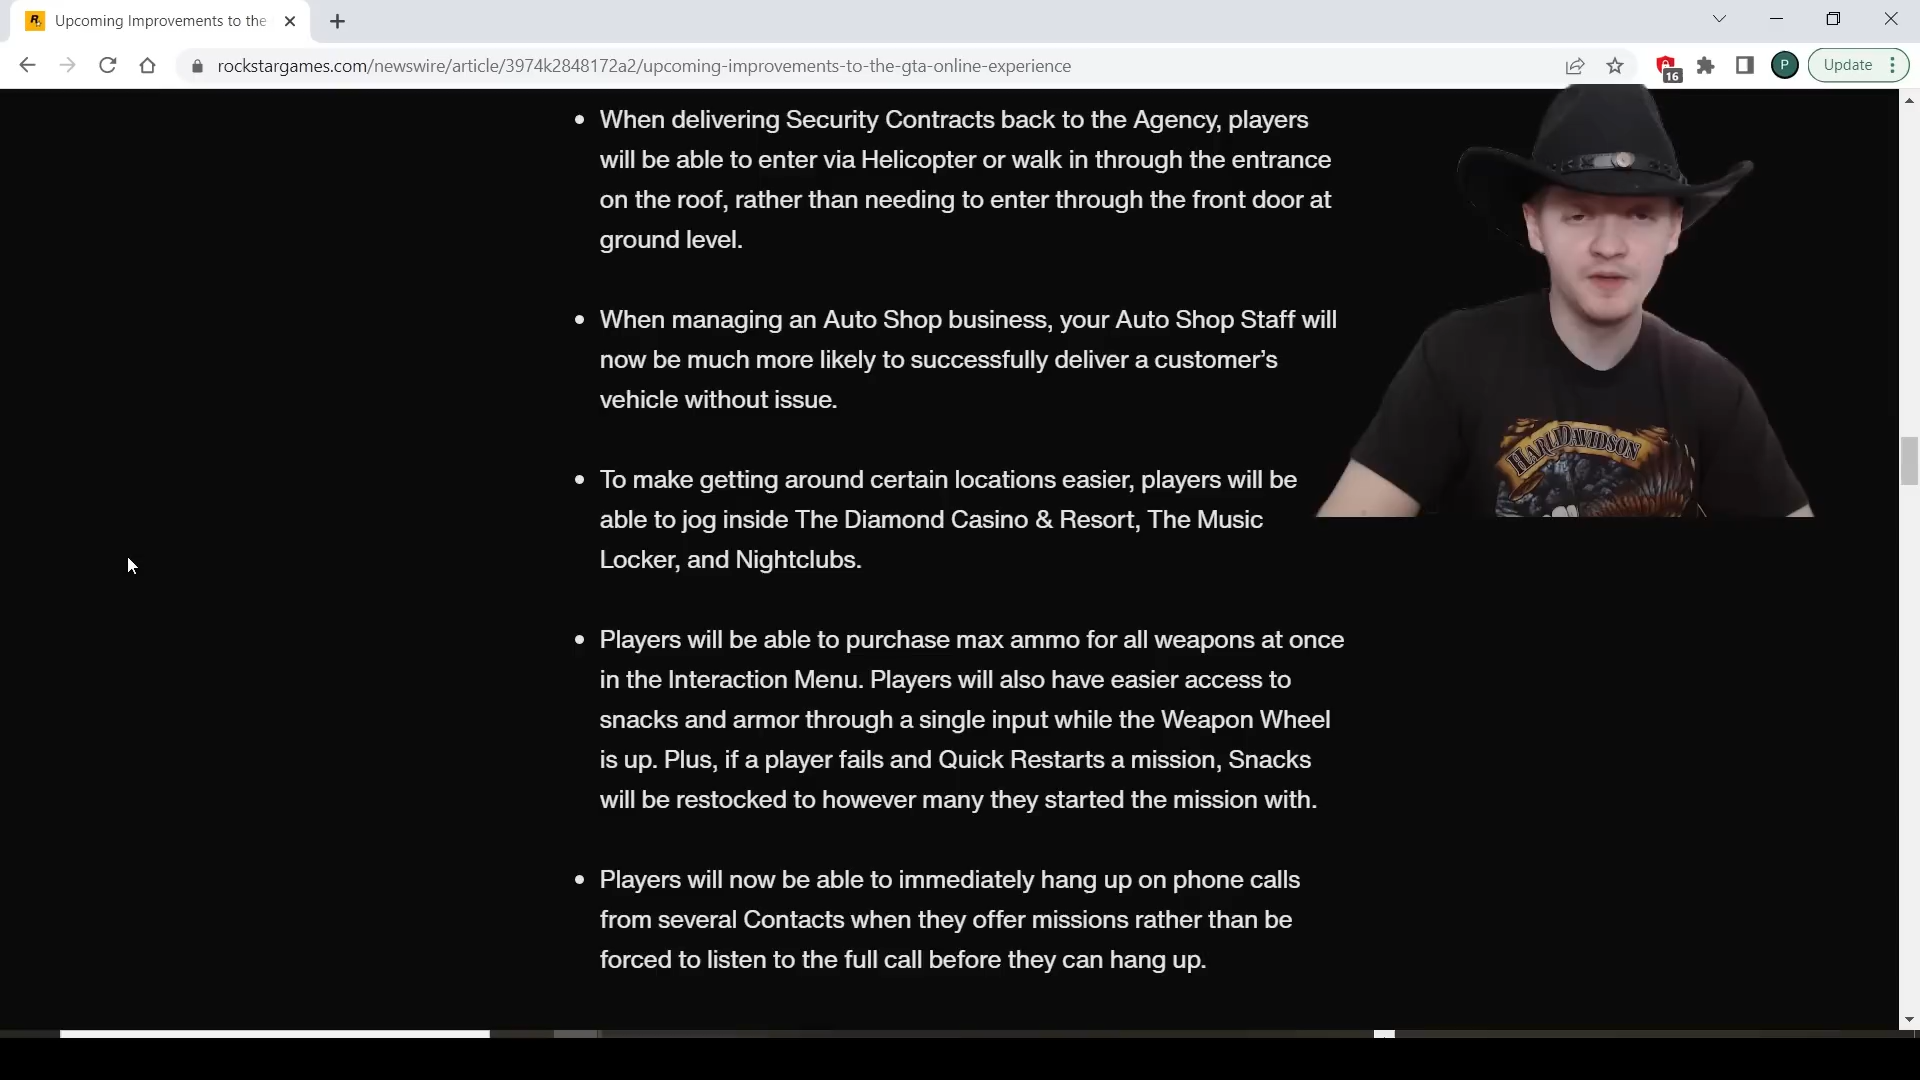 Upcoming Improvements to the
rockstargames.com/newswire/article/3974k2848172a2/upcoming-improvements-to-the-gta-online-experience
16
P
Update
• When delivering Security Contracts back to the Agency, players
will be able to enter via Helicopter or walk in through the entrance
on the roof, rather than needing to enter through the front door at
ground level.
• When managing an Auto Shop business, your Auto Shop Staff will
now be much more likely to successfully deliver a customer’s
vehicle without issue.
• To make getting around certain locations easier, players will be
able to jog inside The Diamond Casino & Resort, The Music
Locker, and Nightclubs.
• Players will be able to purchase max ammo for all weapons at once
in the Interaction Menu. Players will also have easier access to
snacks and armor through a single input while the Weapon Wheel
is up. Plus, if a player fails and Quick Restarts a mission, Snacks
will be restocked to however many they started the mission with.
• Players will now be able to immediately hang up on phone calls
from several Contacts when they offer missions rather than be
forced to listen to the full call before they can hang up.
HARLEY-DAVIDSON